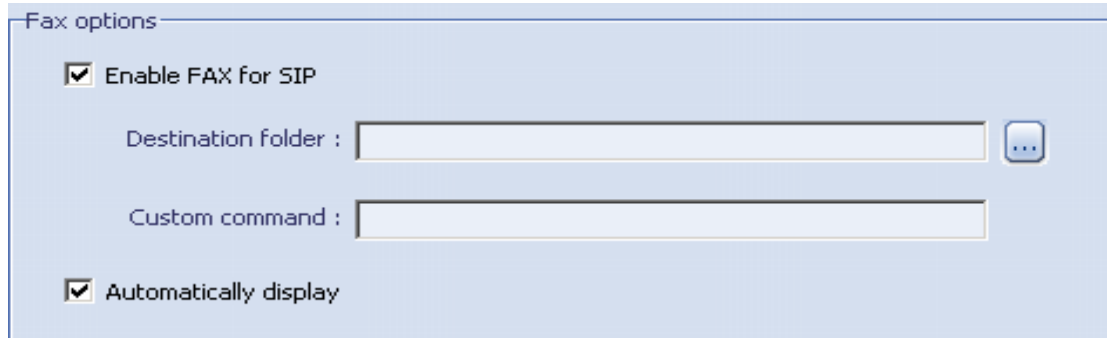 Fax options
Enable FAX for SIP
Destination folder :
...
Custom command :
Automatically display